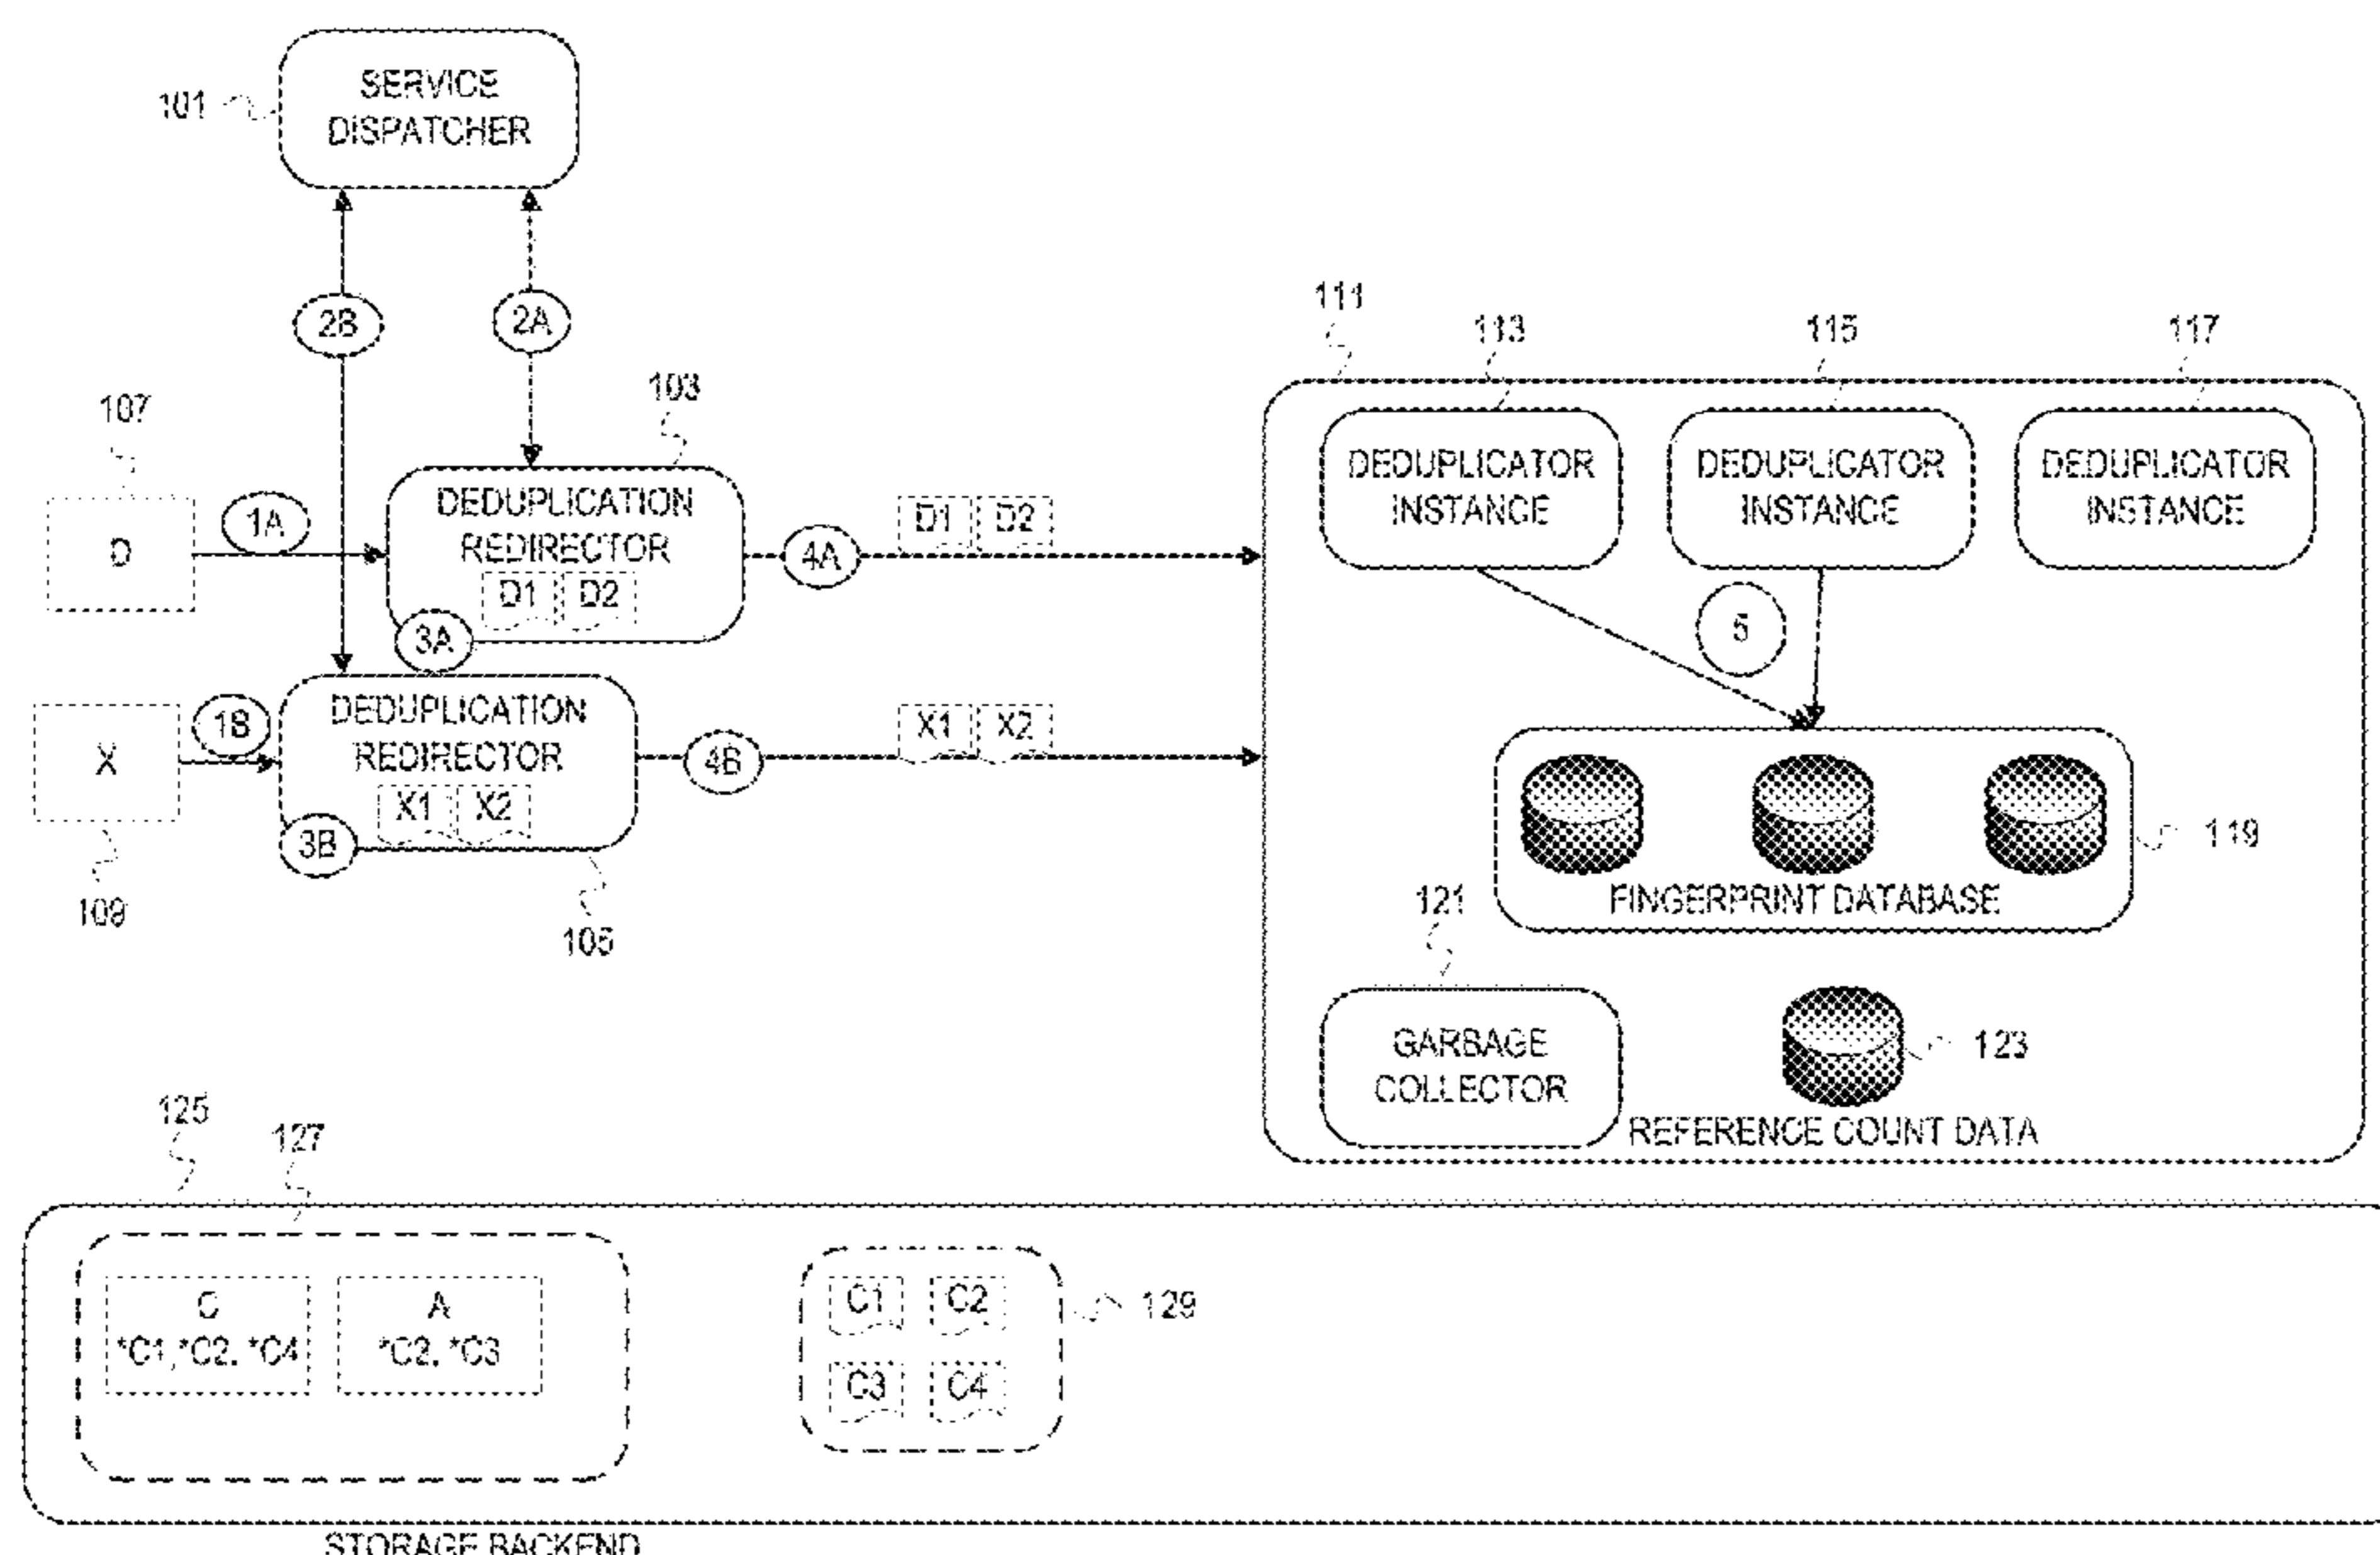 SERVICE
DISPATCHER
101
2B
2A
111
113
115
117
103
107
DEDUPLICATOR
INSTANCE
DEDUPLICATOR
INSTANCE
DEDUPLICATOR
INSTANCE
DEDUPLICATION
REDIRECTOR
D1 D2
D
1A
3A
4A
D1 D2
5
X
1B
DEDUPLICATION
REDIRECTOR
X1 X2
3B
4B
X1 X2
119
FINGERPRINT DATABASE
109
105
121
GARBAGE
COLLECTOR
123
REFERENCE COUNT DATA
125
127
C
*C1,*C2, *C4
A
*C2, *C3
C1 C2
C3 C4
129
STORAGE BACKEND